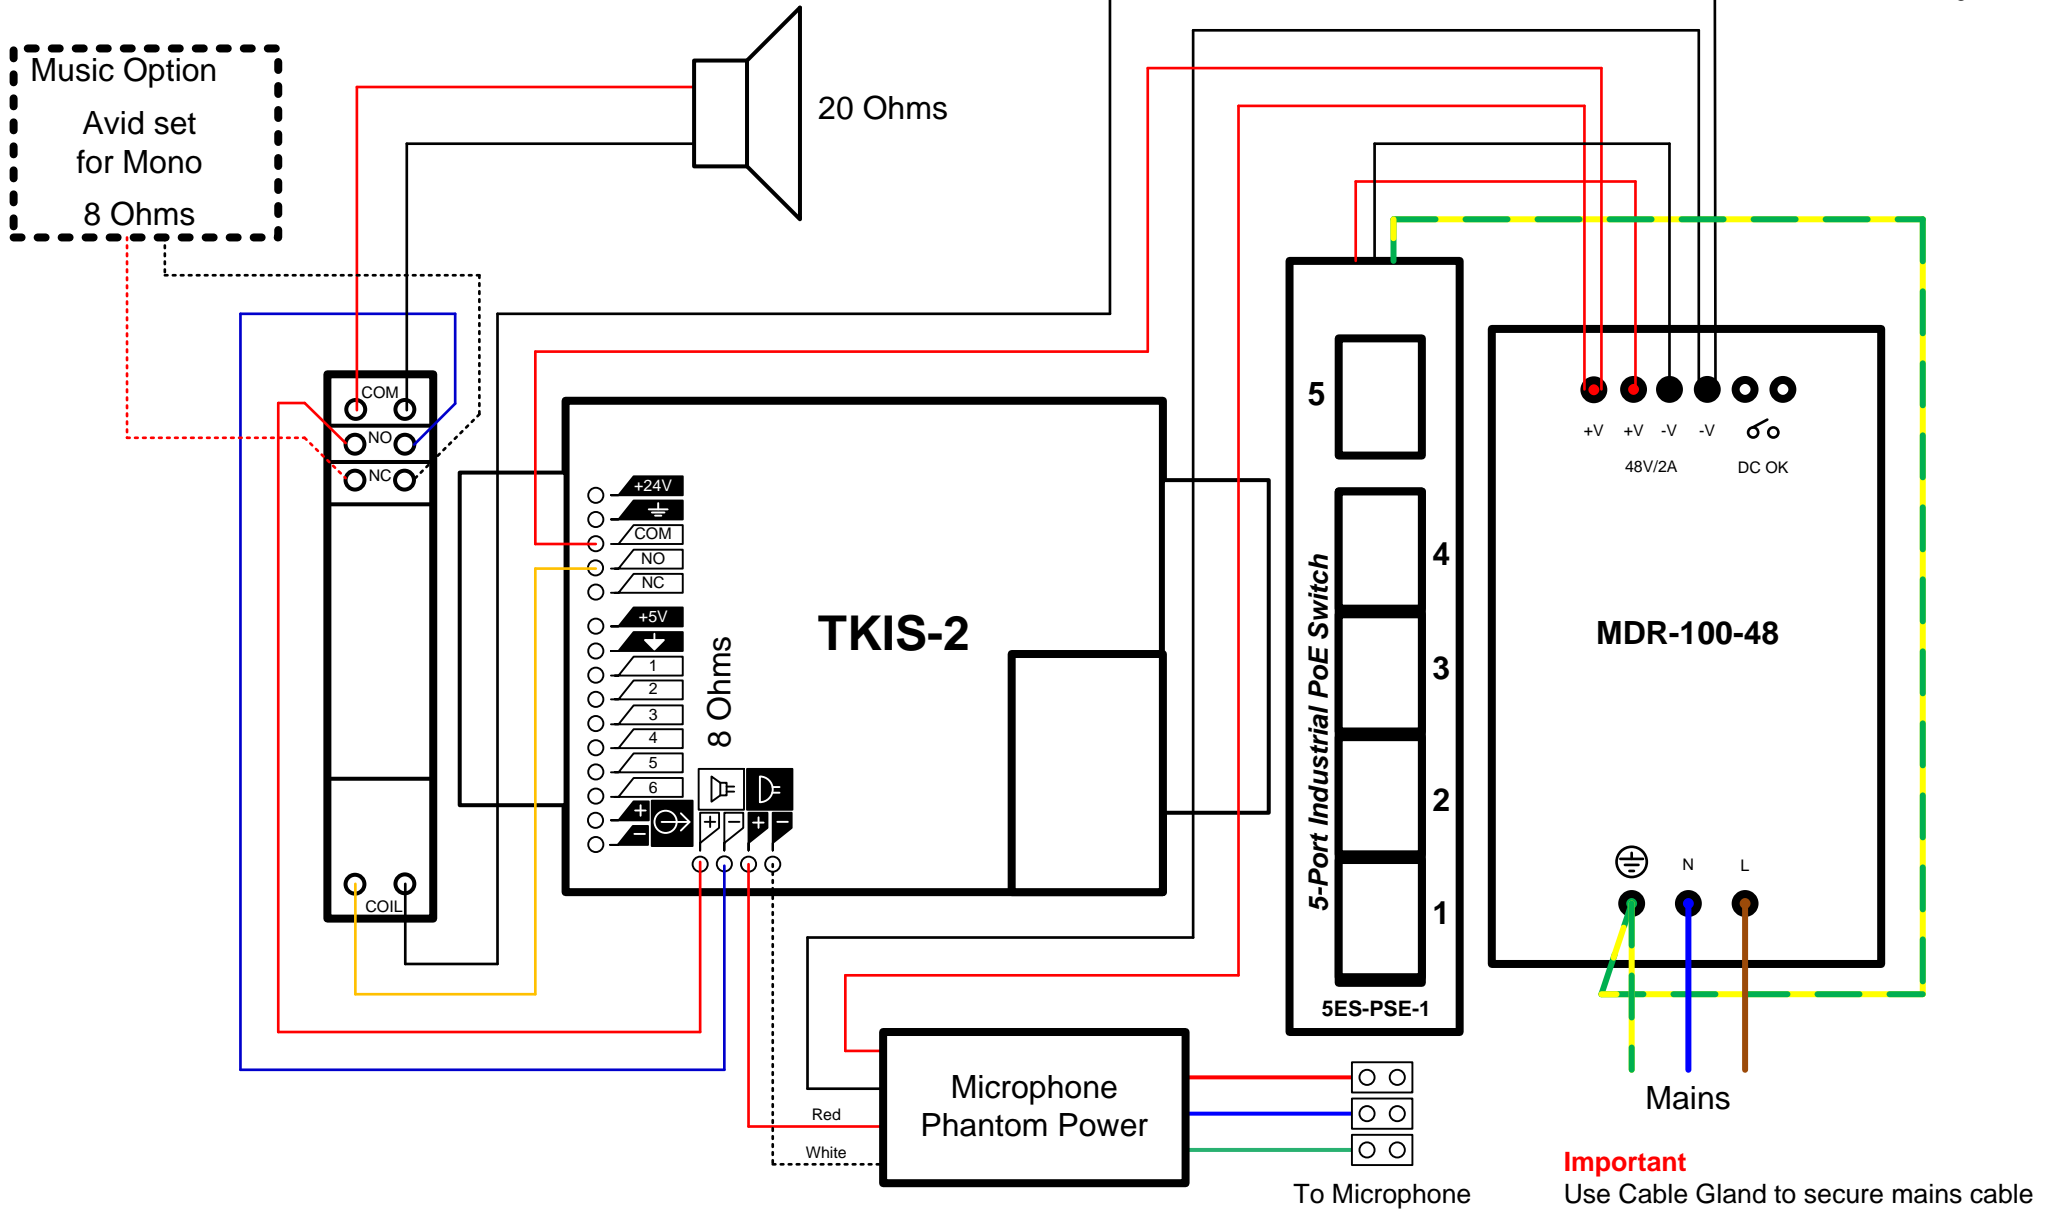 Music Option
Avid set
for Mono
8 Ohms
20 Ohms
COM
NO
NC
COIL
+24V
COM
NO
NC
+5V
1
2
3
4
5
6
+
−
8 Ohms
+
−
+
−
TKIS-2
5
4
3
2
1
5-Port Industrial PoE Switch
5ES-PSE-1
+V
+V
-V
-V
48V/2A
DC OK
MDR-100-48
N
L
Mains
Red
White
Microphone
Phantom Power
To Microphone
Important
Use Cable Gland to secure mains cable